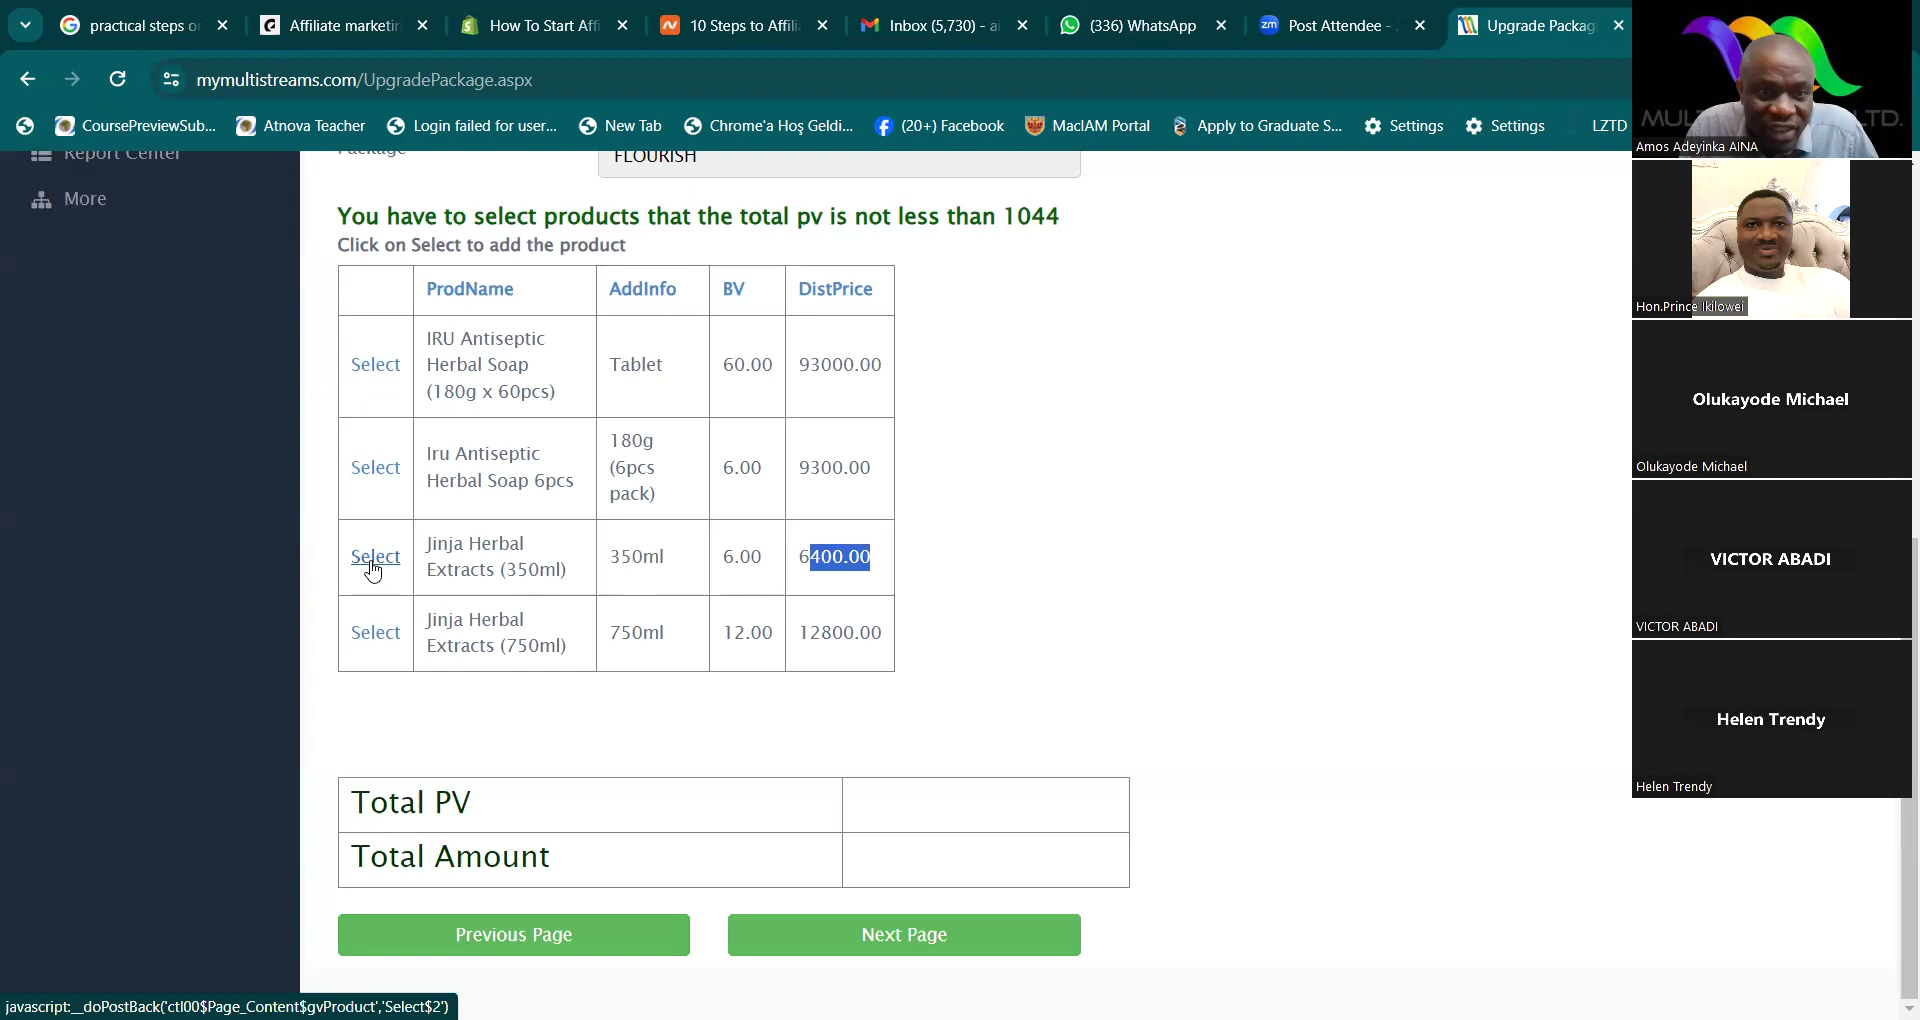 practical steps o
Affiliate marketin
How To Start Affi
10 Steps to Affilia
Inbox (5,730) - ai
(336) WhatsApp
Post Attendee -
Upgrade Packag
mymultistreams.com/UpgradePackage.aspx
CoursePreviewSub...
Atnova Teacher
Login failed for user...
New Tab
Chrome'a Hoş Geldi...
(20+) Facebook
MacIAM Portal
Apply to Graduate S...
Settings
Settings
LZTD
Report Center
More
Package
FLOURISH
You have to select products that the total pv is not less than 1044
Click on Select to add the product
ProdName AddInfo BV DistPrice
Select IRU Antiseptic Herbal Soap (180g x 60pcs) Tablet 60.00 93000.00
Select Iru Antiseptic Herbal Soap 6pcs 180g (6pcs pack) 6.00 9300.00
Select Jinja Herbal Extracts (350ml) 350ml 6.00 6400.00
Select Jinja Herbal Extracts (750ml) 750ml 12.00 12800.00
Total PV
Total Amount
Previous Page
Next Page
javascript:__doPostBack('ctl00$Page_Content$gvProduct','Select$2')
LTD.
Amos Adeyinka AINA
Hon.Prince Ikilowei
Olukayode Michael
Olukayode Michael
VICTOR ABADI
VICTOR ABADI
Helen Trendy
Helen Trendy